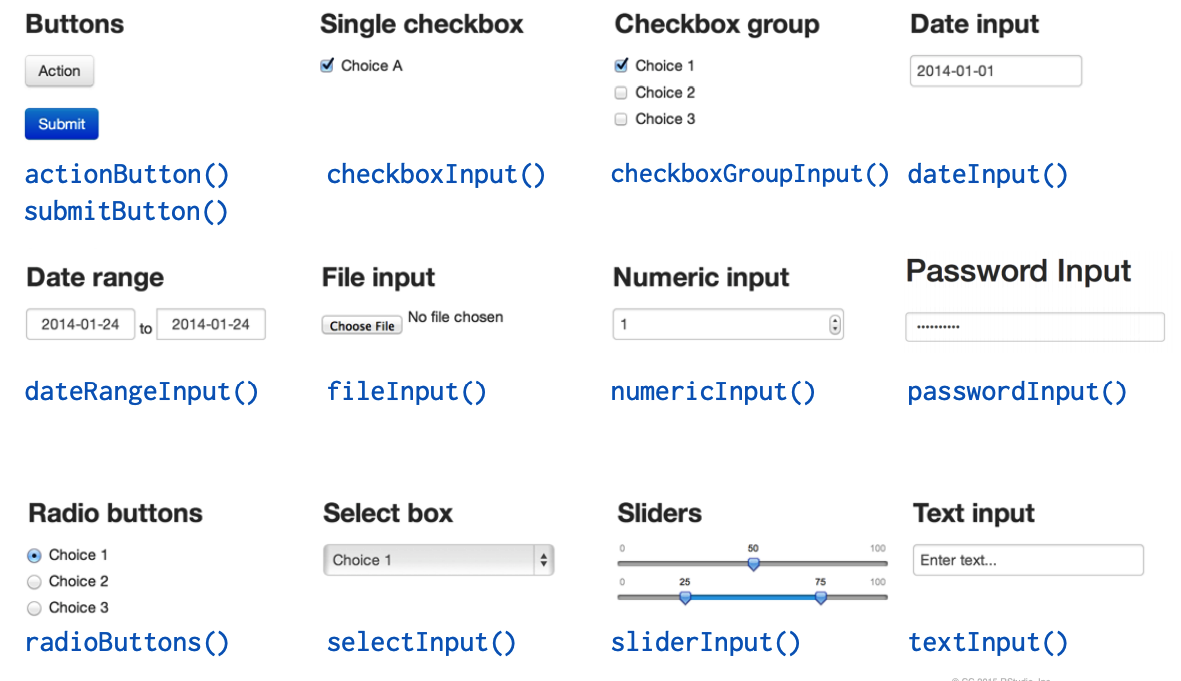 Buttons
Action
Submit
actionButton()
submitButton()
Single checkbox
Choice A
checkboxInput()
Checkbox group
Choice 1
Choice 2
Choice 3
checkboxGroupInput()
Date input
2014-01-01
dateInput()
Date range
2014-01-24 to 2014-01-24
dateRangeInput()
File input
Choose File No file chosen
fileInput()
Numeric input
1
numericInput()
Password Input
••••••••••
passwordInput()
Radio buttons
Choice 1
Choice 2
Choice 3
radioButtons()
Select box
Choice 1
selectInput()
Sliders
0 50 100
0 25 75 100
sliderInput()
Text input
Enter text...
textInput()